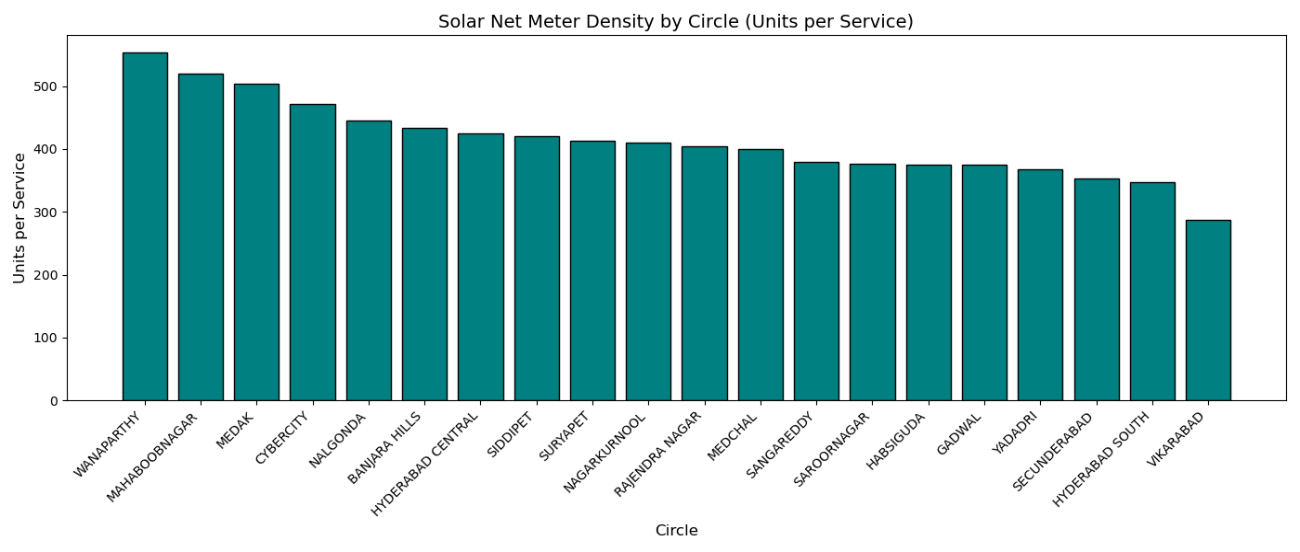 Solar Net Meter Density by Circle (Units per Service)
Units per Service
500
400
300
200
100
0
WANAPARTHY
MAHABOOBNAGAR
MEDAK
CYBERCITY
NALGONDA
BANJARA HILLS
HYDERABAD CENTRAL
SIDDIPET
SURYAPET
NAGARKURNOOL
RAJENDRA NAGAR
MEDCHAL
SANGAREDDY
SAROORNAGAR
HABSIGUDA
GADWAL
YADADRI
SECUNDERABAD
HYDERABAD SOUTH
VIKARABAD
Circle